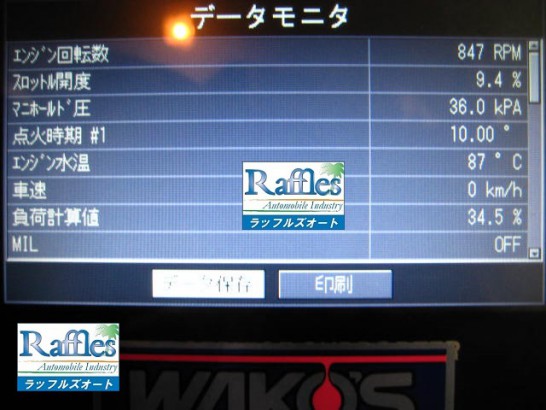 データモニタ
エンジン回転数 847 RPM
スロットル開度 9.4 %
マニホールド圧 36.0 kPA
点火時期 #1 10.00 °
エンジン水温 87 ° C
車速 0 km/h
負荷計算値 34.5 %
MIL OFF
Raffles
Automobile Industry
ラッフルズオート
データ保存 印刷
Raffles
Automobile Industry
ラッフルズオート
WAKO'S